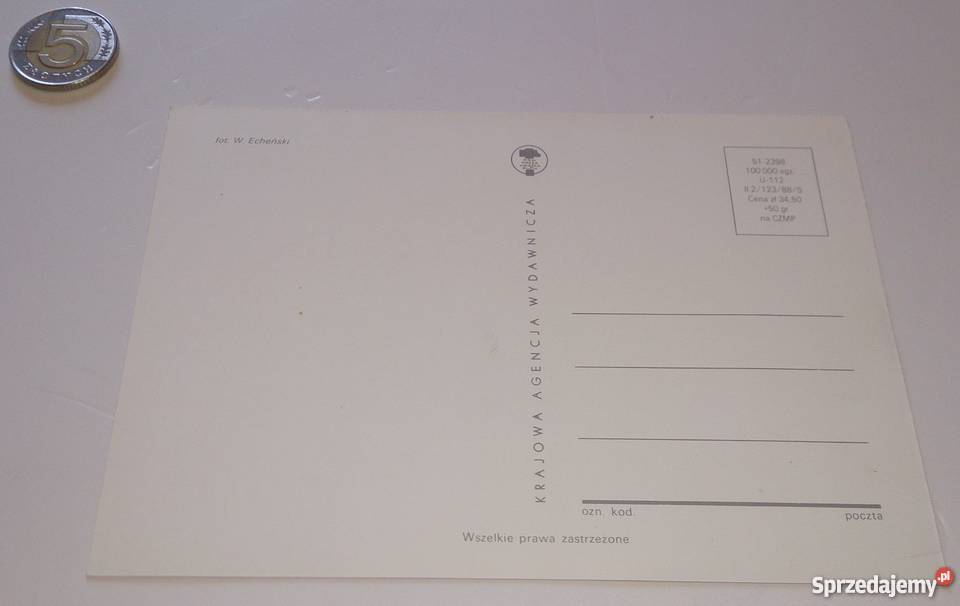 5
ZŁOTYCH
fot. W. Echeński
KRAJOWA AGENCJA WYDAWNICZA
51-2398
100 000 egz.
U-112
II.2/123/88/S
Cena zł 34,50
+50 gr
na CZMP
ozn. kod.
poczta
Wszelkie prawa zastrzeżone
Sprzedajemy.pl